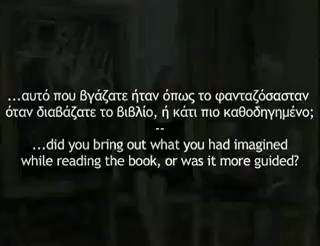 ...αυτό που βγάζατε ήταν όπως το φανταζόσασταν
όταν διαβάζατε το βιβλίο, ή κάτι πιο καθοδηγημένο;
--
...did you bring out what you had imagined
while reading the book, or was it more guided?